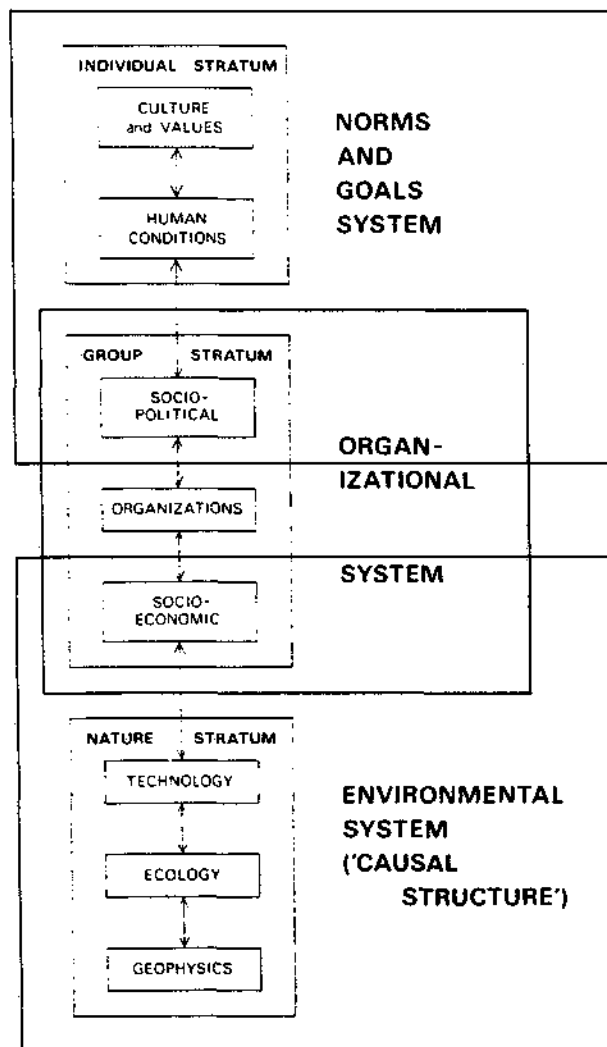 INDIVIDUAL STRATUM
CULTURE
and VALUES
HUMAN
CONDITIONS
NORMS
AND
GOALS
SYSTEM
GROUP STRATUM
SOCIO-
POLITICAL
ORGANIZATIONS
SOCIO-
ECONOMIC
ORGAN-
IZATIONAL
SYSTEM
NATURE STRATUM
TECHNOLOGY
ECOLOGY
GEOPHYSICS
ENVIRONMENTAL
SYSTEM
('CAUSAL
STRUCTURE')